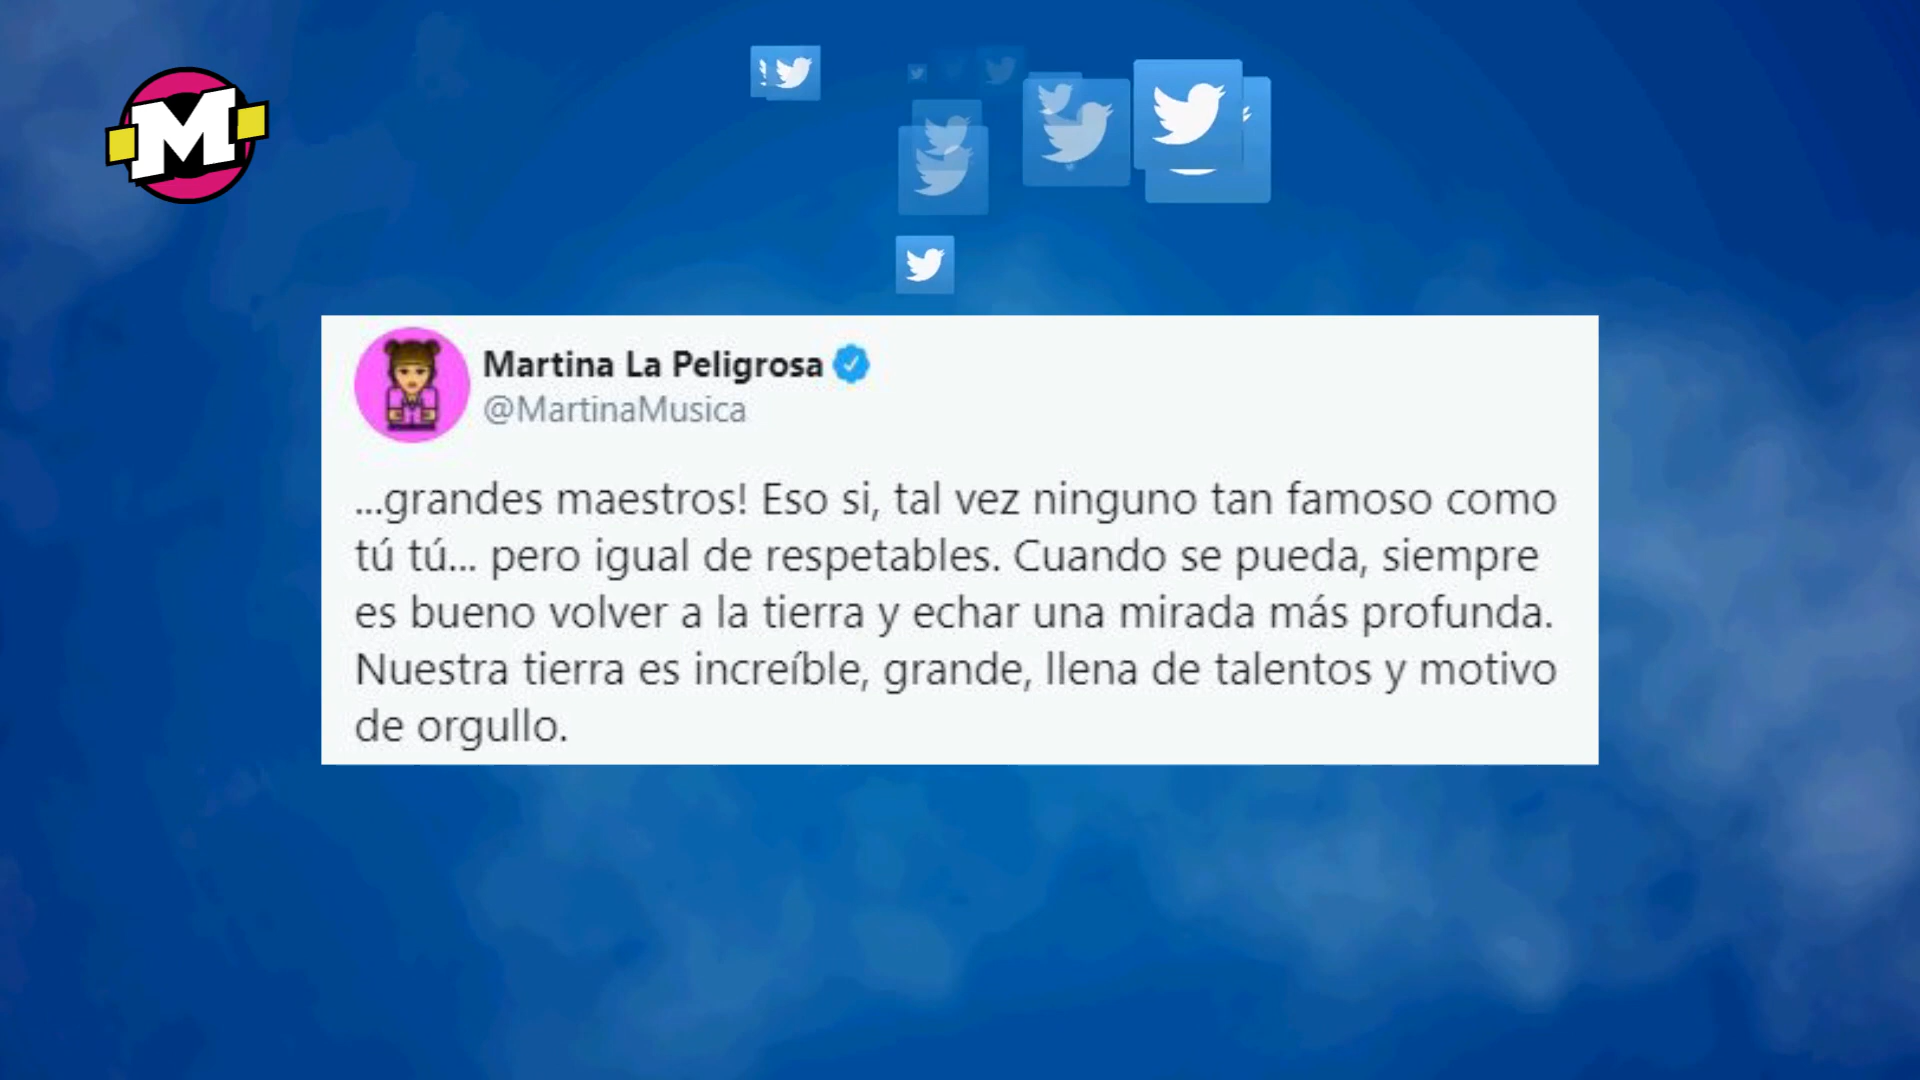 M
Martina La Peligrosa
@MartinaMusica
...grandes maestros! Eso si, tal vez ninguno tan famoso como
tú tú... pero igual de respetables. Cuando se pueda, siempre
es bueno volver a la tierra y echar una mirada más profunda.
Nuestra tierra es increíble, grande, llena de talentos y motivo
de orgullo.